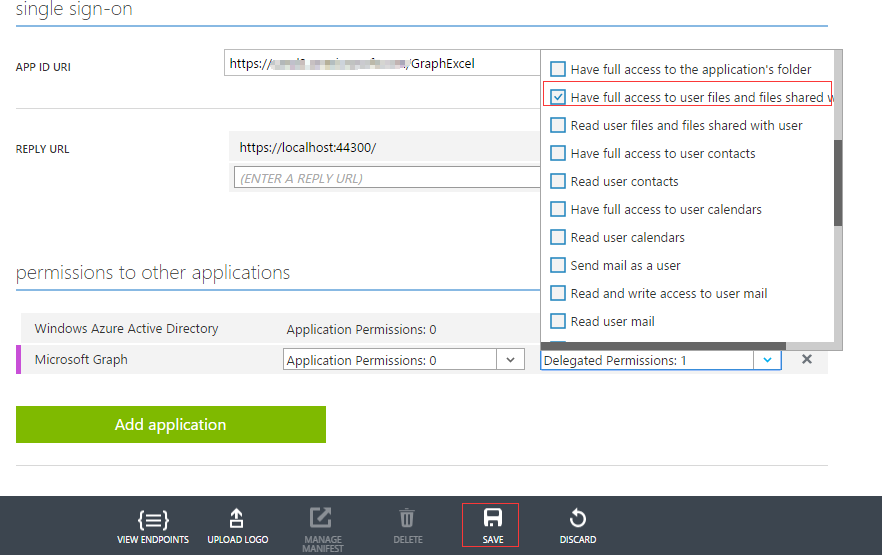 single sign-on
APP ID URI
https:// /GraphExcel
REPLY URL
https://localhost:44300/
(ENTER A REPLY URL)
Have full access to the application's folder
Have full access to user files and files shared
Read user files and files shared with user
Have full access to user contacts
Read user contacts
Have full access to user calendars
Read user calendars
Send mail as a user
Read and write access to user mail
Read user mail
permissions to other applications
Windows Azure Active Directory
Application Permissions: 0
Microsoft Graph
Application Permissions: 0
Delegated Permissions: 1
Add application
VIEW ENDPOINTS
UPLOAD LOGO
MANAGE
MANIFEST
DELETE
SAVE
DISCARD